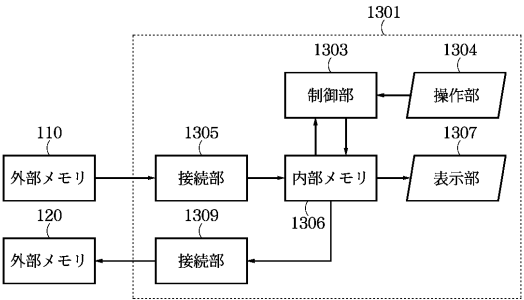 1301
1303
1304
制御部
操作部
110
1305
1307
外部メモリ
接続部
内部メモリ
表示部
120
1309
1306
外部メモリ
接続部